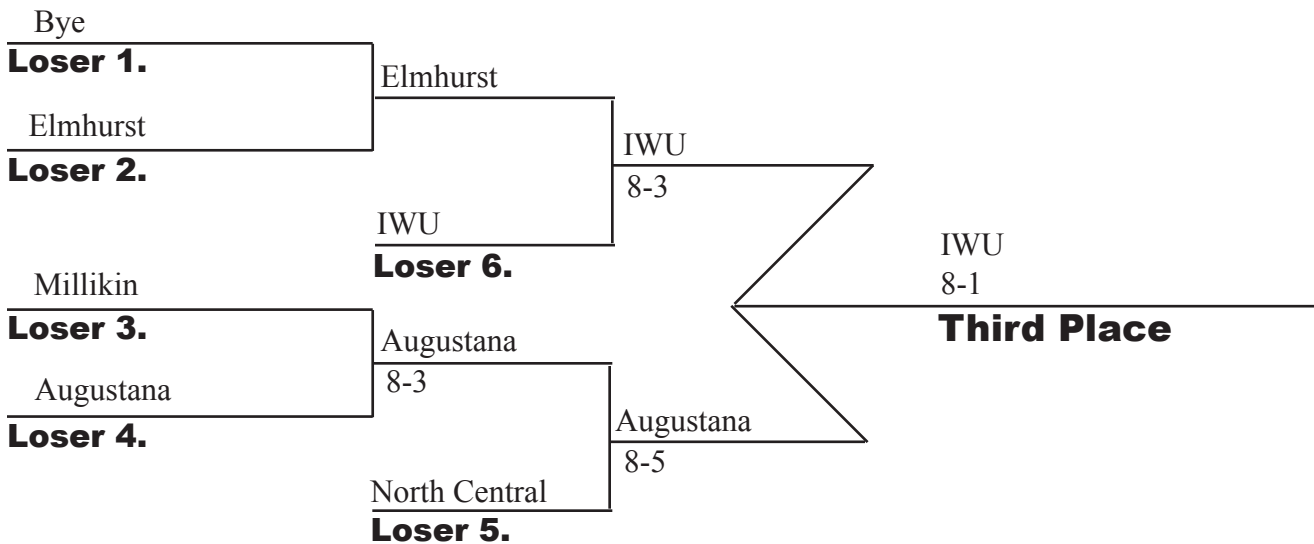 Bye
Loser 1.
Elmhurst
Elmhurst
Loser 2.
IWU
8-3
IWU
Loser 6.
IWU
8-1
Third Place
Millikin
Loser 3.
Augustana
8-3
Augustana
Loser 4.
Augustana
8-5
North Central
Loser 5.